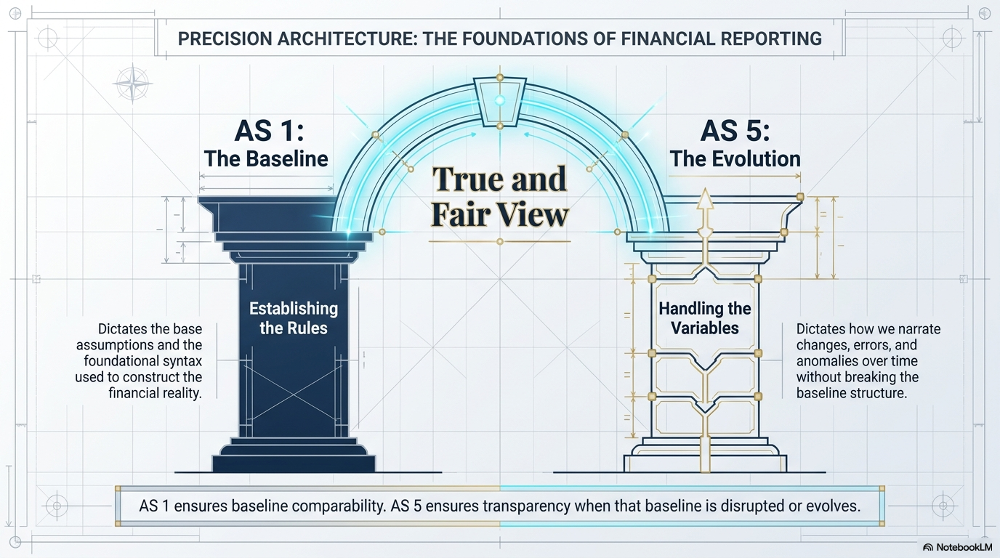 PRECISION ARCHITECTURE: THE FOUNDATIONS OF FINANCIAL REPORTING
AS 1:
The Baseline
AS 5:
The Evolution
True and
Fair View
Establishing
the Rules
Handling the
Variables
Dictates the base
assumptions and the
foundational syntax
used to construct the
financial reality.
Dictates how we narrate
changes, errors, and
anomalies over time
without breaking the
baseline structure.
AS 1 ensures baseline comparability. AS 5 ensures transparency when that baseline is disrupted or evolves.
NotebookLM